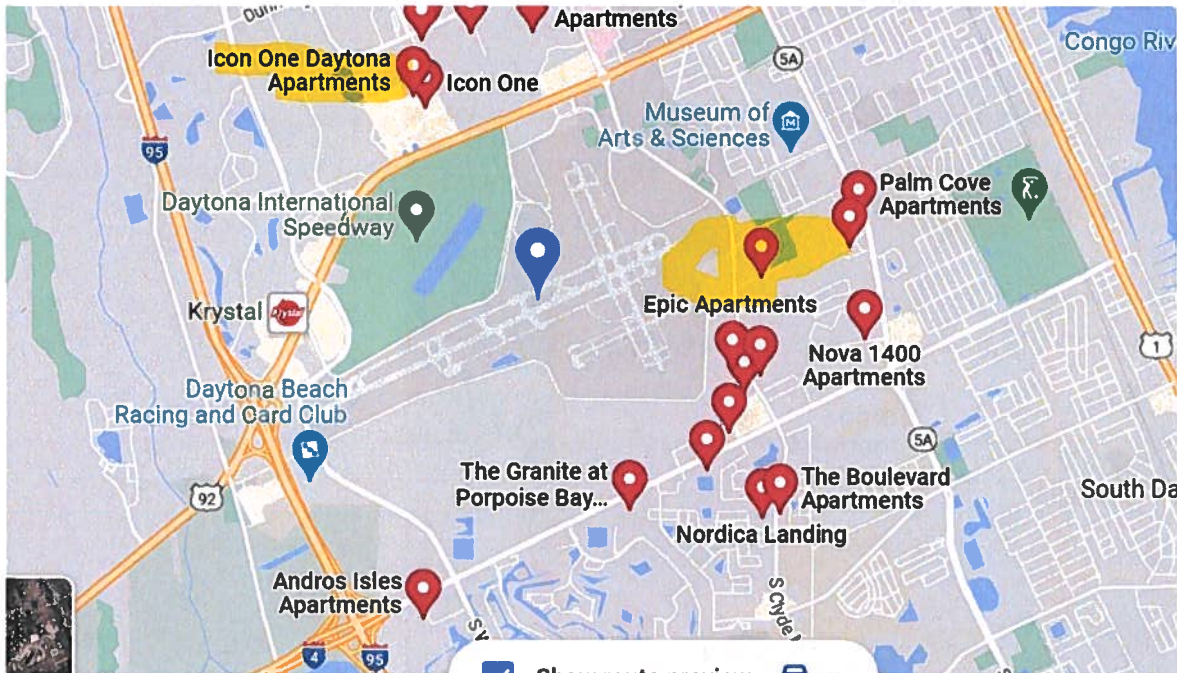 Apartments
5A
Congo Riv
Icon One Daytona
Apartments
Icon One
Museum of
Arts & Sciences
95
Palm Cove
Apartments
Daytona International
Speedway
Krystal
Epic Apartments
1
Nova 1400
Apartments
Daytona Beach
Racing and Card Club
5A
The Granite at
Porpoise Bay...
The Boulevard
Apartments
South Da
92
Nordica Landing
Andros Isles
Apartments
S Clyde
4
95